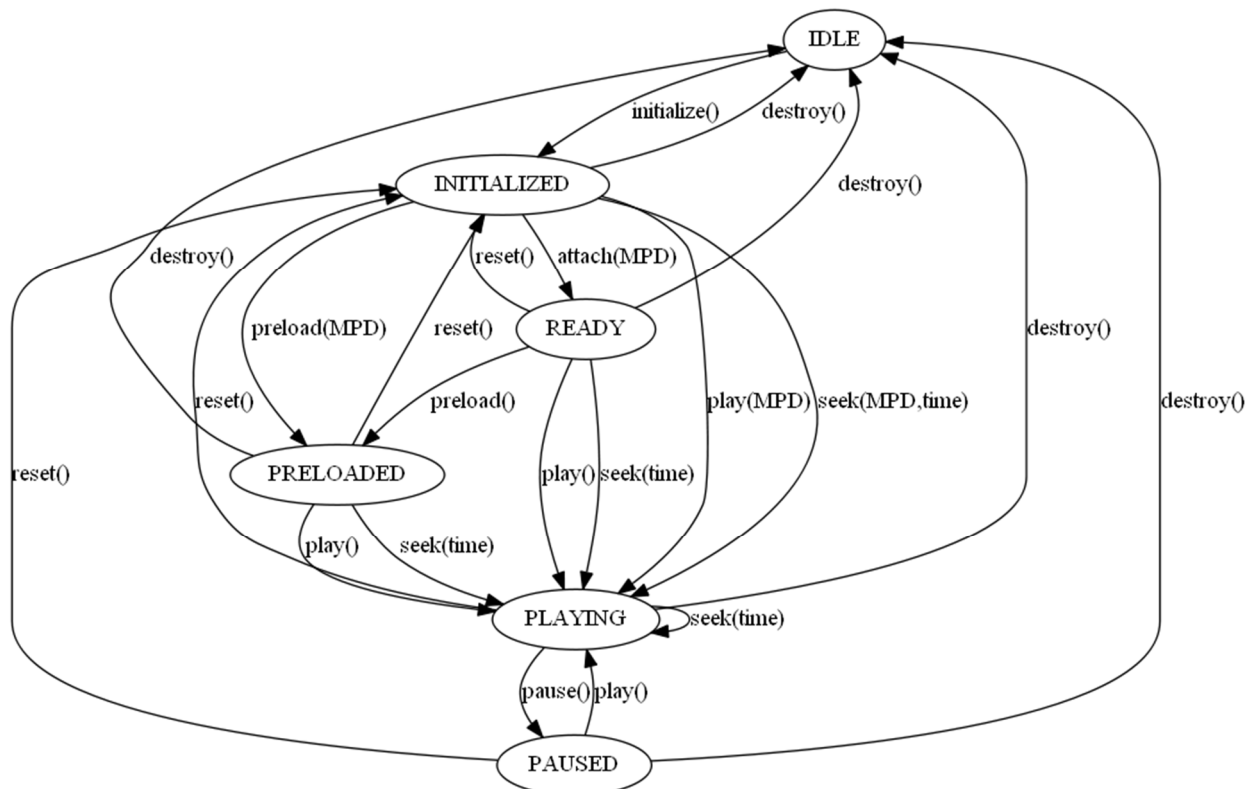 IDLE
initialize()
destroy()
destroy()
INITIALIZED
destroy()
reset()
attach(MPD)
preload(MPD)
reset()
READY
destroy()
reset()
preload()
play(MPD)
seek(MPD,time)
destroy()
reset()
PRELOADED
play()
seek(time)
play()
seek(time)
PLAYING
seek(time)
pause()
play()
PAUSED